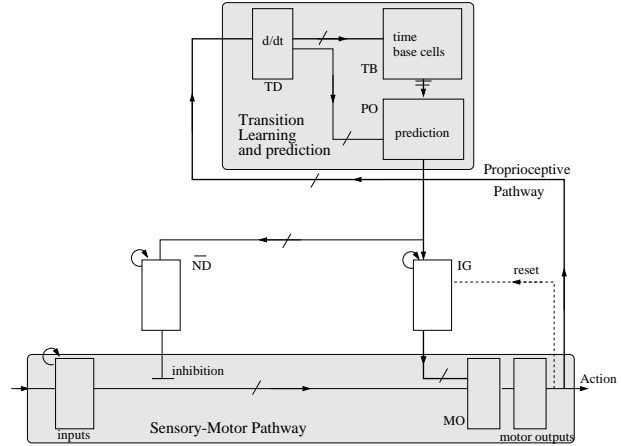 d/dt
time
base cells
TB
TD
PO
Transition
Learning
and prediction
prediction
Proprioceptive
Pathway
ND
IG
reset
inhibition
Action
MO
inputs
Sensory-Motor Pathway
motor outputs